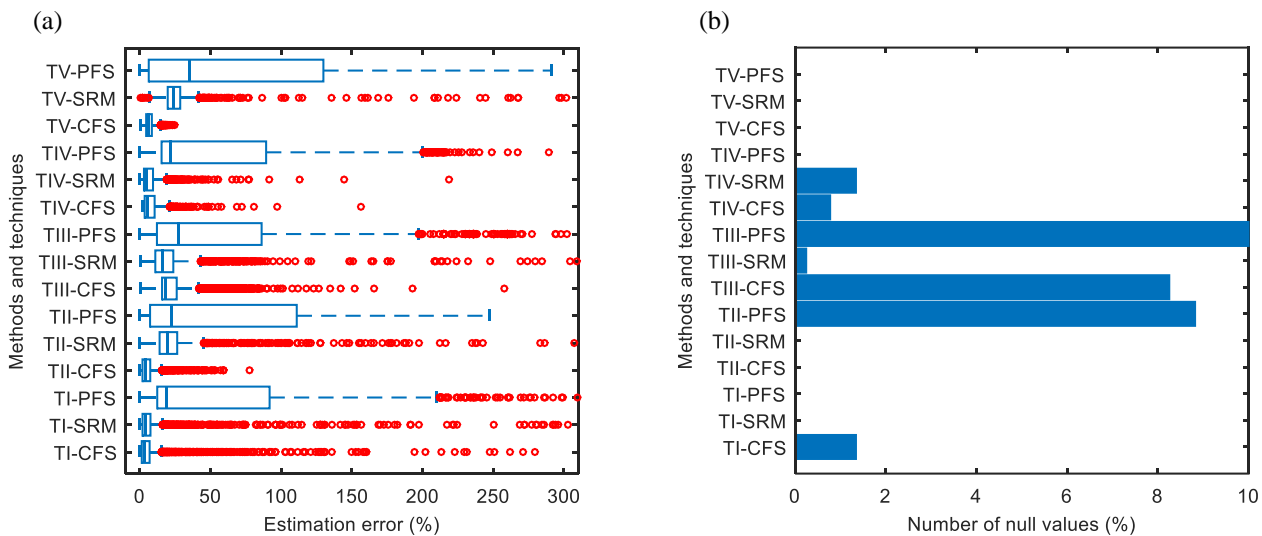 (a)
TV-PFS
TV-SRM
TV-CFS
TIV-PFS
TIV-SRM
TIV-CFS
TIII-PFS
TIII-SRM
TIII-CFS
TII-PFS
TII-SRM
TII-CFS
TI-PFS
TI-SRM
TI-CFS
Methods and techniques
0 50 100 150 200 250 300
Estimation error (%)
(b)
TV-PFS
TV-SRM
TV-CFS
TIV-PFS
TIV-SRM
TIV-CFS
TIII-PFS
TIII-SRM
TIII-CFS
TII-PFS
TII-SRM
TII-CFS
TI-PFS
TI-SRM
TI-CFS
Methods and techniques
0 2 4 6 8 10
Number of null values (%)